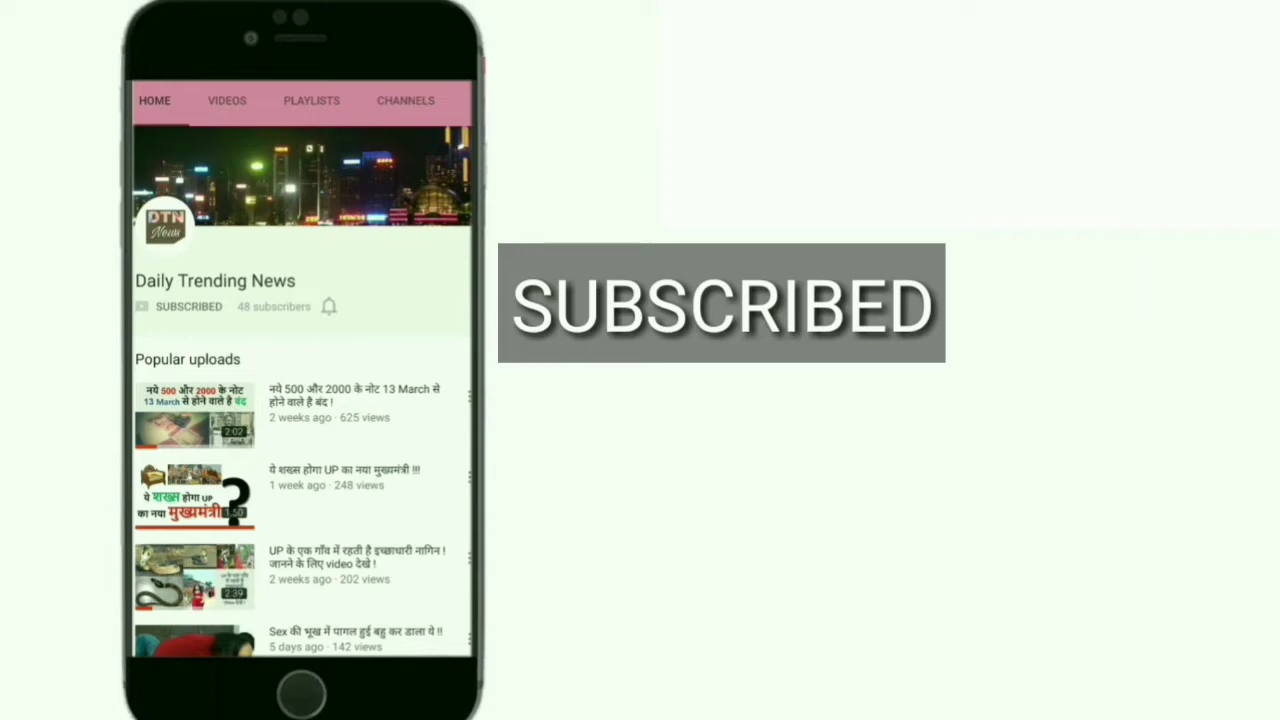 HOME VIDEOS PLAYLISTS CHANNELS
DTN
News
Daily Trending News
SUBSCRIBED 48 subscribers
SUBSCRIBED
Popular uploads
नये 500 और 2000 के नोट
13 March से होने वाले है बंद
2:02
नये 500 और 2000 के नोट 13 March से
होने वाले है बंद !
2 weeks ago · 625 views
ये शख्स होगा UP
का नया मुख्यमंत्री ?
1:50
ये शख्स होगा UP का नया मुख्यमंत्री !!!
1 week ago · 248 views
2:39
UP के एक गाँव में रहती है इच्छाधारी नागिन !
जानने के लिए video देखे !
2 weeks ago · 202 views
Sex की भूख में पागल हुई बहु कर डाला ये !!
5 days ago · 142 views